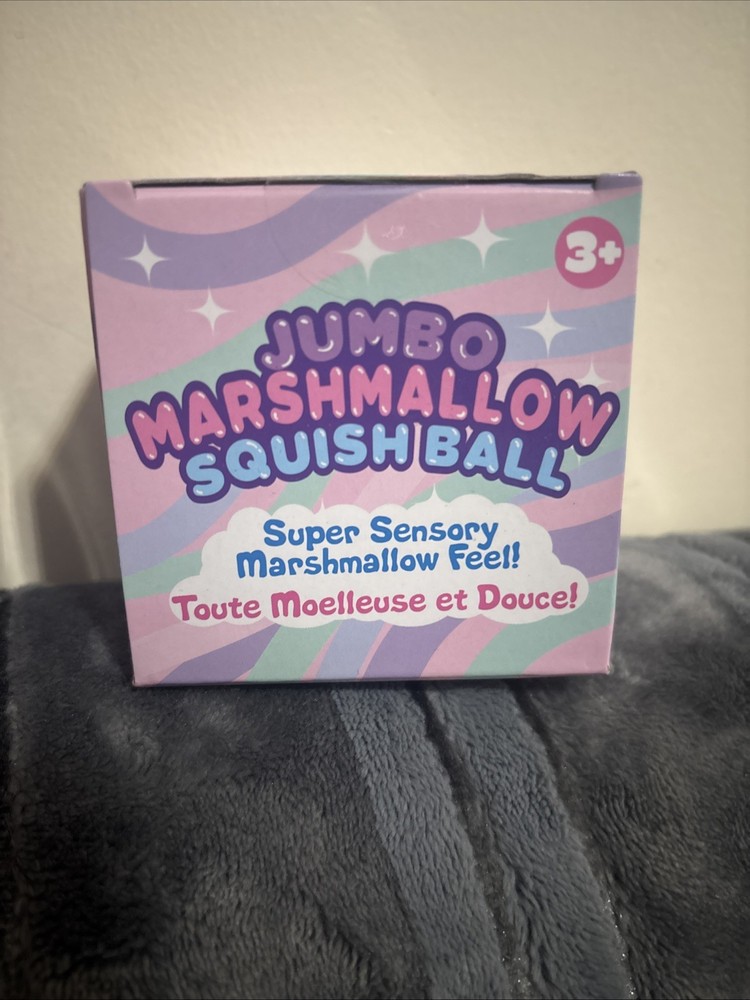 3+
JUMBO
MARSHMALLOW
SQUISH BALL
Super Sensory
Marshmallow Feel!
Toute Moelleuse et Douce!